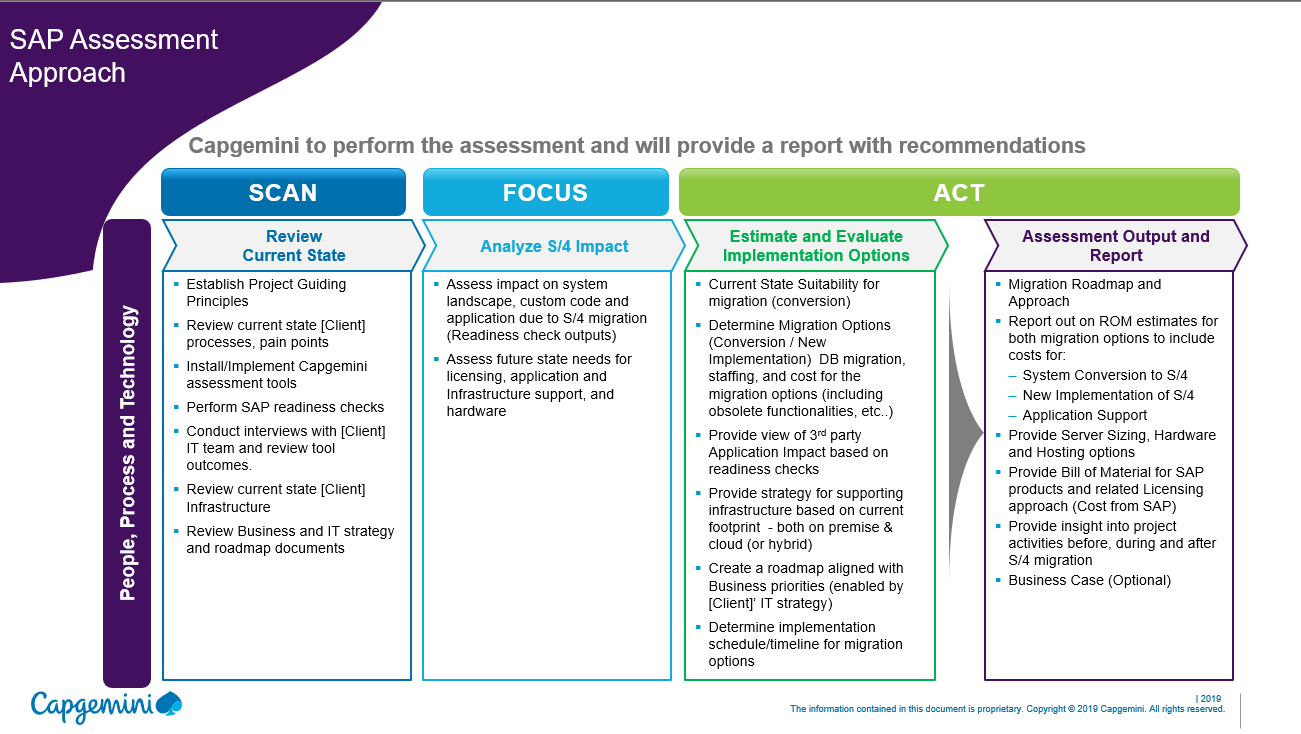 SAP Assessment
Approach
Capgemini to perform the assessment and will provide a report with recommendations
SCAN
FOCUS
ACT
People, Process and Technology
Review
Current State
▪ Establish Project Guiding
Principles
▪ Review current state [Client]
processes, pain points
▪ Install/Implement Capgemini
assessment tools
▪ Perform SAP readiness checks
▪ Conduct interviews with [Client]
IT team and review tool
outcomes.
▪ Review current state [Client]
Infrastructure
▪ Review Business and IT strategy
and roadmap documents
Analyze S/4 Impact
▪ Assess impact on system
landscape, custom code and
application due to S/4 migration
(Readiness check outputs)
▪ Assess future state needs for
licensing, application and
Infrastructure support, and
hardware
Estimate and Evaluate
Implementation Options
▪ Current State Suitability for
migration (conversion)
▪ Determine Migration Options
(Conversion / New
Implementation)  DB migration,
staffing, and cost for the
migration options (including
obsolete functionalities, etc..)
▪ Provide view of 3rd party
Application Impact based on
readiness checks
▪ Provide strategy for supporting
infrastructure based on current
footprint  - both on premise &
cloud (or hybrid)
▪ Create a roadmap aligned with
Business priorities (enabled by
[Client]’ IT strategy)
▪ Determine implementation
schedule/timeline for migration
options
Assessment Output and
Report
▪ Migration Roadmap and
Approach
▪ Report out on ROM estimates for
both migration options to include
costs for:
– System Conversion to S/4
– New Implementation of S/4
– Application Support
▪ Provide Server Sizing, Hardware
and Hosting options
▪ Provide Bill of Material for SAP
products and related Licensing
approach (Cost from SAP)
▪ Provide insight into project
activities before, during and after
S/4 migration
▪ Business Case (Optional)
Capgemini
| 2019
The information contained in this document is proprietary. Copyright © 2019 Capgemini. All rights reserved.